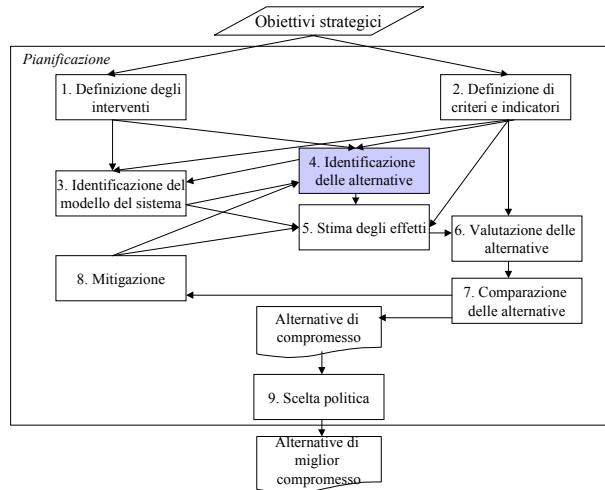 Obiettivi strategici
Pianificazione
1. Definizione degli
interventi
2. Definizione di
criteri e indicatori
4. Identificazione
delle alternative
3. Identificazione del
modello del sistema
5. Stima degli effetti
6. Valutazione delle
alternative
8. Mitigazione
7. Comparazione
delle alternative
Alternative di
compromesso
9. Scelta politica
Alternative di
miglior
compromesso